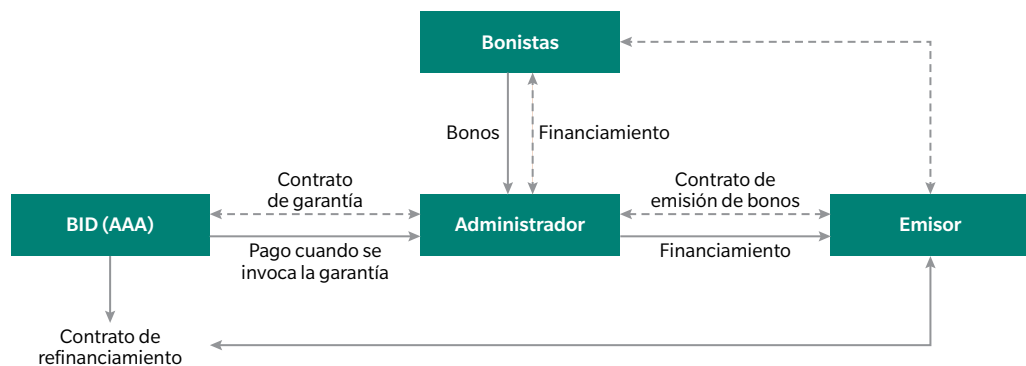 Bonistas
Bonos
Financiamiento
Contrato
de garantía
Contrato de
emisión de bonos
BID (AAA)
Administrador
Emisor
Pago cuando se
invoca la garantía
Financiamiento
Contrato de
refinanciamiento